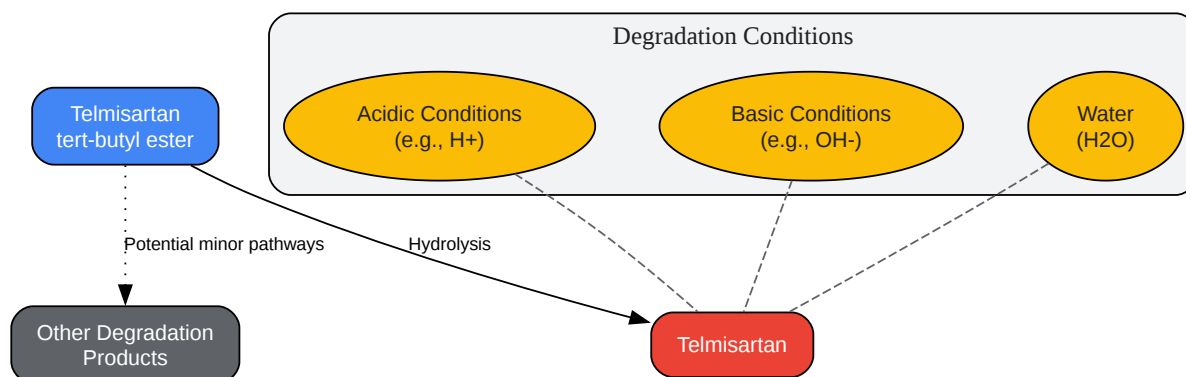 Degradation Conditions
Telmisartan
tert-butyl ester
Acidic Conditions
(e.g., H+)
Basic Conditions
(e.g., OH-)
Water
(H2O)
Potential minor pathways
Hydrolysis
Other Degradation
Products
Telmisartan